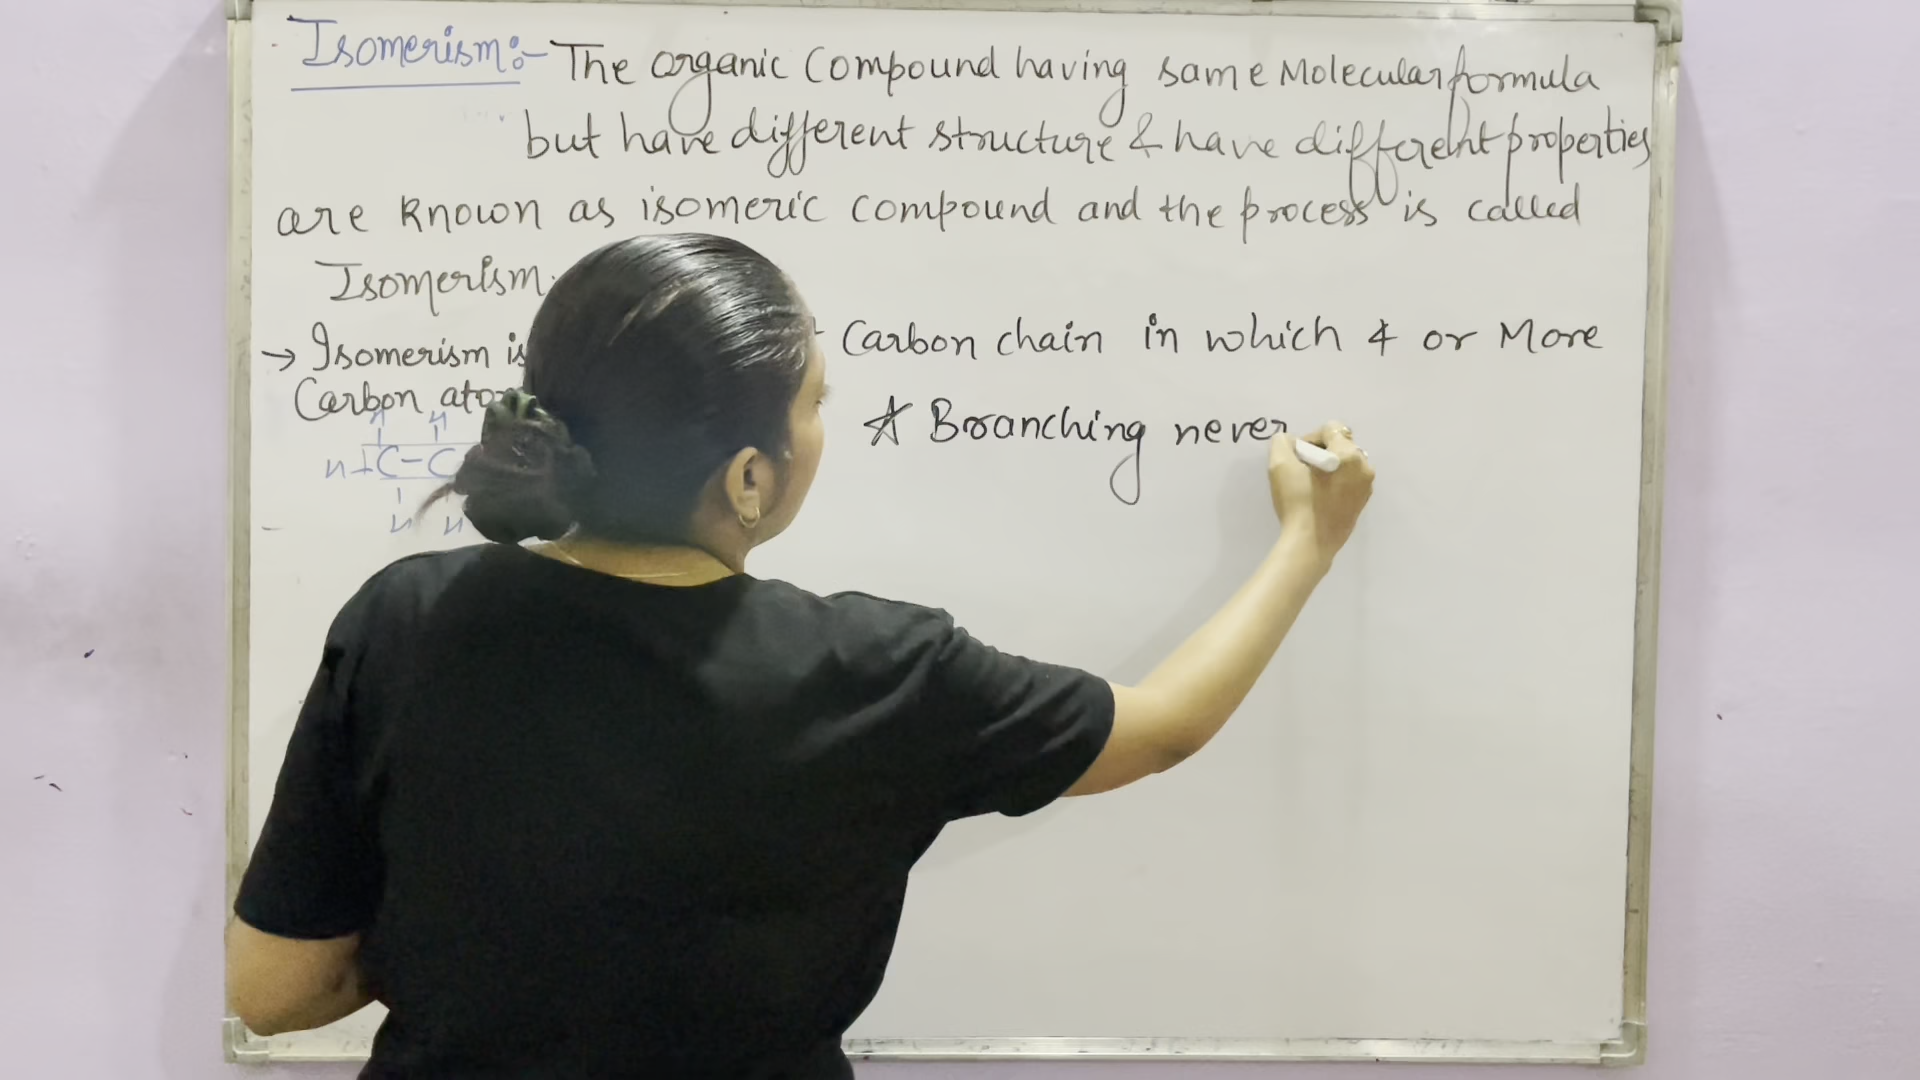 Isomerism:- The organic Compound having same Molecular formula
but have different structure & have different properties
are known as isomeric compound and the process is called
Isomerism.
→ Isomerism is Carbon chain in which 4 or More
Carbon
☆ Branching never
H H
H-C-C
H H